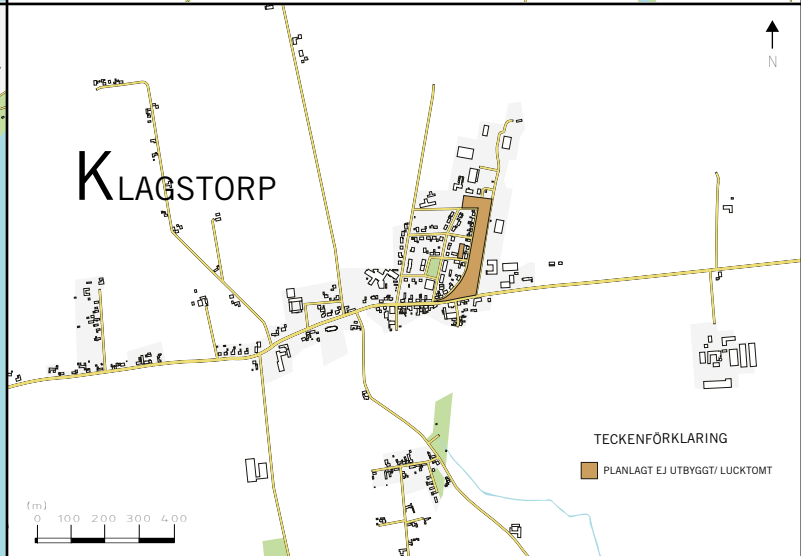 N
KLAGSTORP
TECKENFÖRKLARING
PLANLAGT EJ UTBYGGT/ LUCKTOMT
(m)
0 100 200 300 400